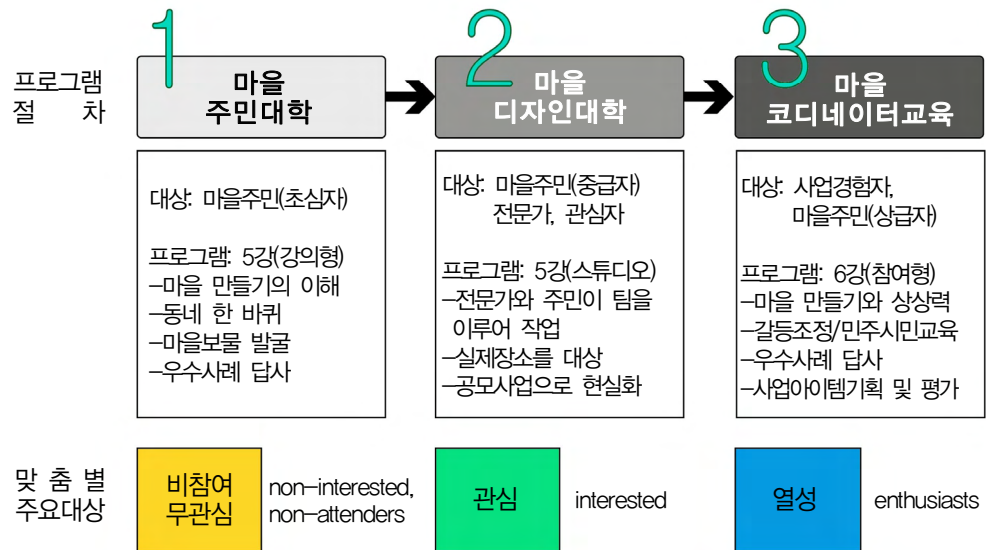 프로그램
절 차
1
마을
주민대학
2
마을
디자인대학
3
마을
코디네이터교육
대상: 마을주민(초심자)
프로그램: 5강(강의형)
-마을 만들기의 이해
-동네 한 바퀴
-마을보물 발굴
-우수사례 답사
대상: 마을주민(중급자)
전문가, 관심자
프로그램: 5강(스튜디오)
-전문가와 주민이 팀을
이루어 작업
-실제장소를 대상
-공모사업으로 현실화
대상: 사업경험자,
마을주민(상급자)
프로그램: 6강(참여형)
-마을 만들기와 상상력
-갈등조정/민주시민교육
-우수사례 답사
-사업아이템기획 및 평가
맞 춤 별
주요대상
비참여
무관심
non-interested,
non-attenders
관심
interested
열성
enthusiasts